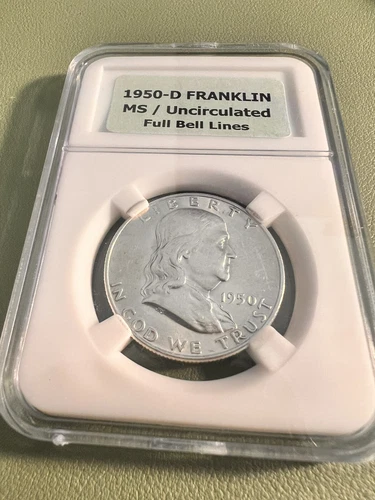 1950-D FRANKLIN
MS / Uncirculated
Full Bell Lines
LIBERTY
1950
IN GOD WE TRUST